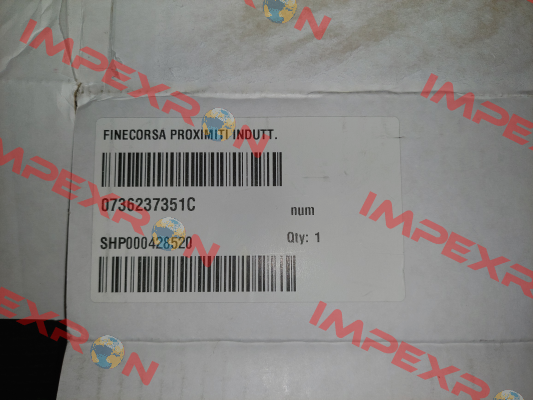 FINECORSA PROXIMITI INDUTT.
0736237351C
num
SHP000428520
Qty: 1
IMPEXRON
IMPEXRON
IMPEXRON
IMPEXRON
IMPEXRON
IMPEXRON